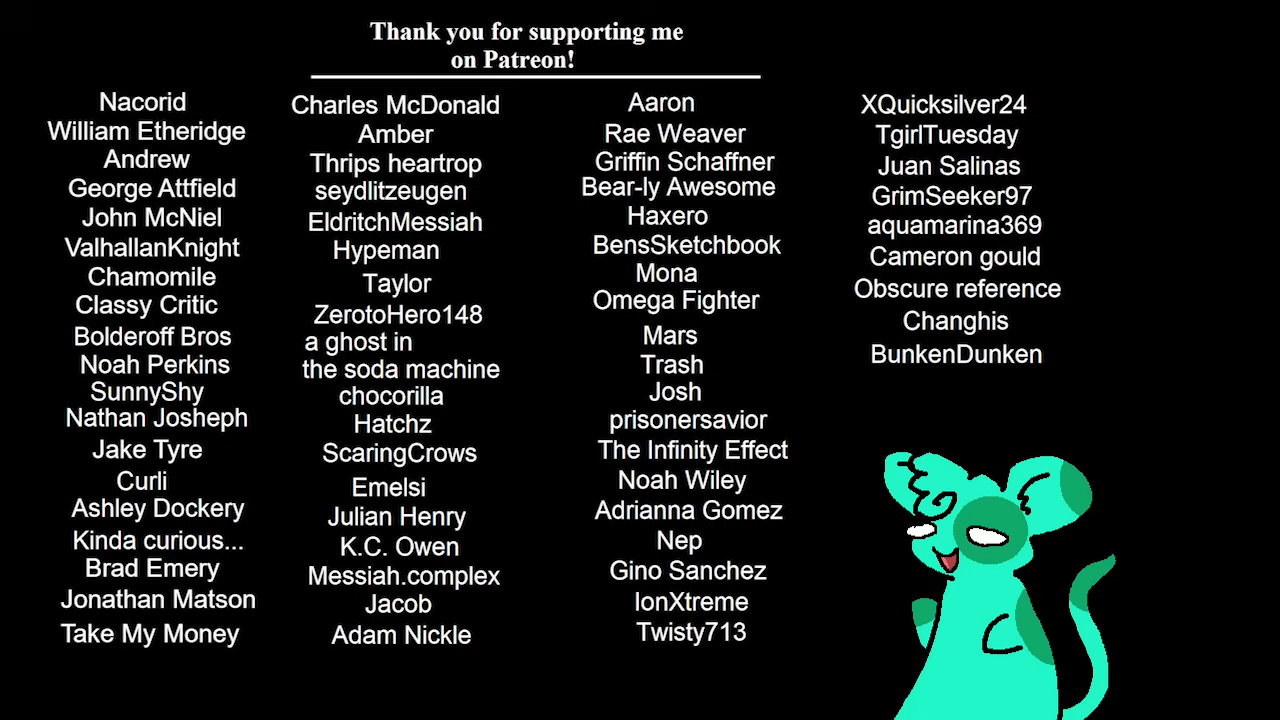 Thank you for supporting me
on Patreon!
Nacorid
William Etheridge
Andrew
George Attfield
John McNiel
ValhallanKnight
Chamomile
Classy Critic
Bolderoff Bros
Noah Perkins
SunnyShy
Nathan Josheph
Jake Tyre
Curli
Ashley Dockery
Kinda curious...
Brad Emery
Jonathan Matson
Take My Money
Charles McDonald
Amber
Thrips heartrop
seydlitzeugen
EldritchMessiah
Hypeman
Taylor
ZerotoHero148
a ghost in
the soda machine
chocorilla
Hatchz
ScaringCrows
Emelsi
Julian Henry
K.C. Owen
Messiah.complex
Jacob
Adam Nickle
Aaron
Rae Weaver
Griffin Schaffner
Bear-ly Awesome
Haxero
BensSketchbook
Mona
Omega Fighter
Mars
Trash
Josh
prisonersavior
The Infinity Effect
Noah Wiley
Adrianna Gomez
Nep
Gino Sanchez
IonXtreme
Twisty713
XQuicksilver24
TgirlTuesday
Juan Salinas
GrimSeeker97
aquamarina369
Cameron gould
Obscure reference
Changhis
BunkenDunken